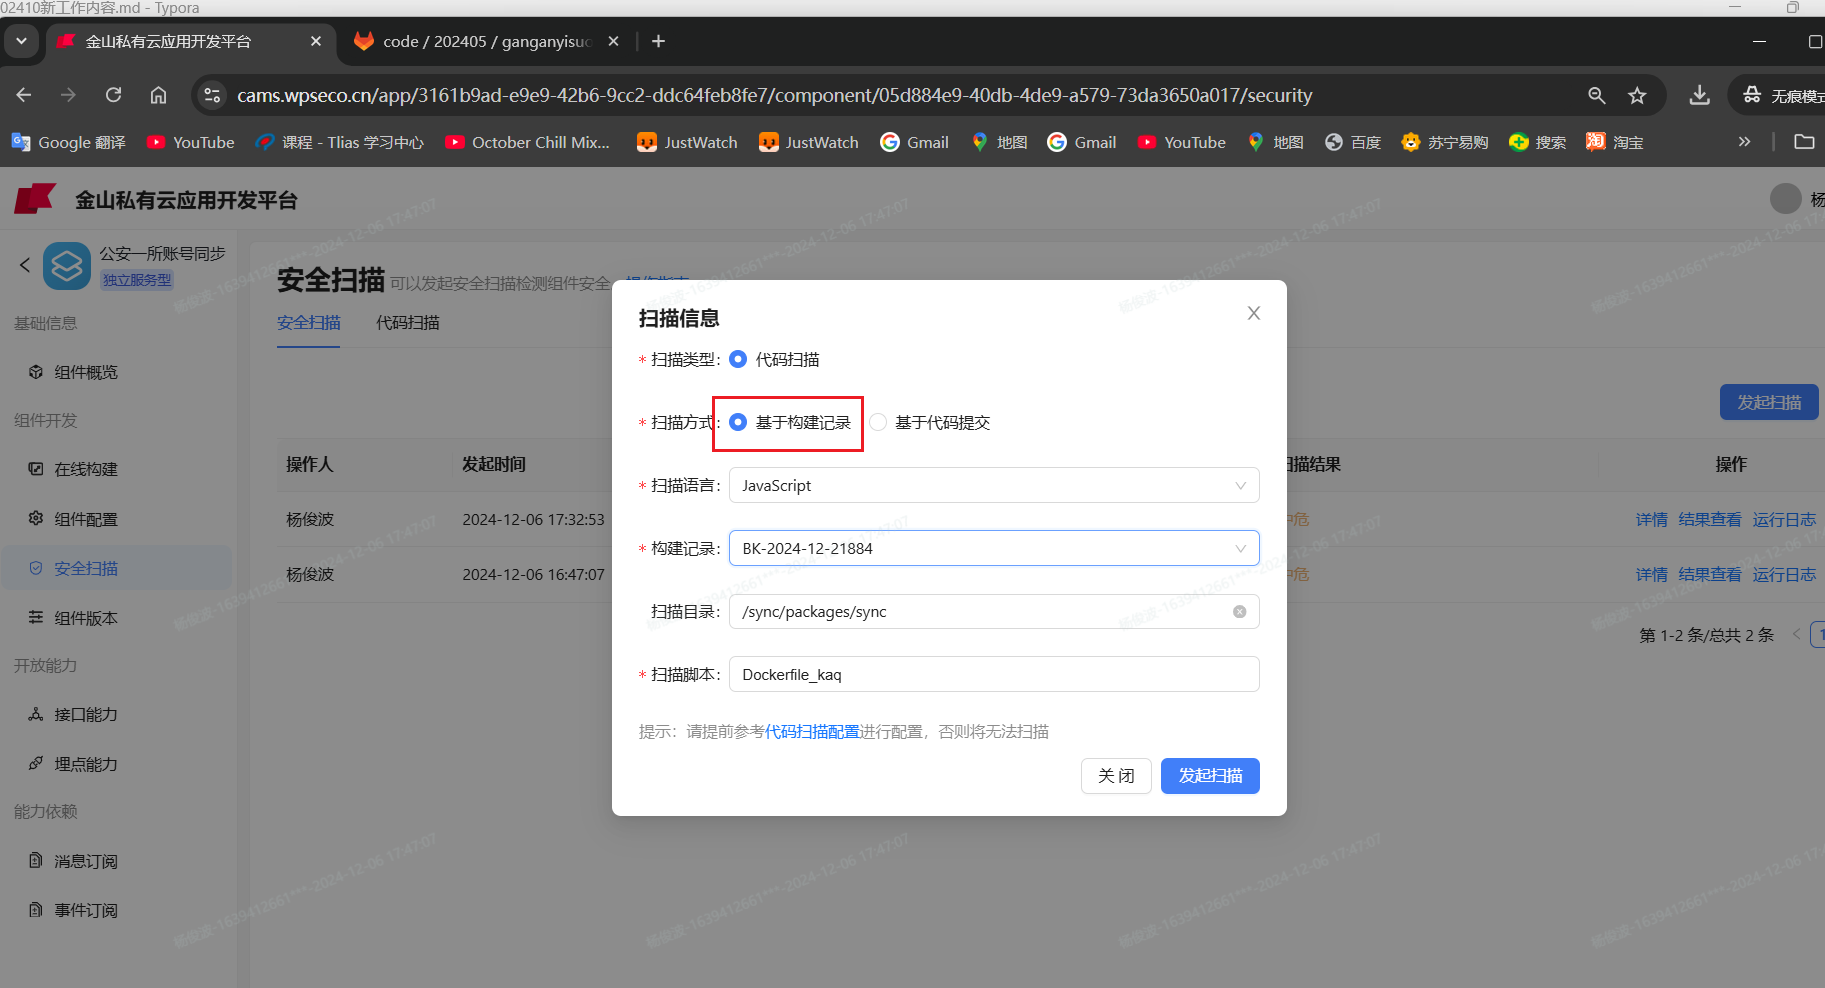 02410新工作内容.md - Typora
金山私有云应用开发平台
code / 202405 / ganganyisuo
cams.wpseco.cn/app/3161b9ad-e9e9-42b6-9cc2-ddc64feb8fe7/component/05d884e9-40db-4de9-a579-73da3650a017/security
无痕模式
Google 翻译 YouTube 课程 - Tlias 学习中心 October Chill Mix... JustWatch JustWatch Gmail 地图 Gmail YouTube 地图 百度 苏宁易购 搜索 淘宝
金山私有云应用开发平台
杨
公安一所账号同步
独立服务型
基础信息
组件概览
组件开发
在线构建
组件配置
安全扫描
组件版本
开放能力
接口能力
埋点能力
能力依赖
消息订阅
事件订阅
安全扫描 可以发起安全扫描检测组件安全 操作指南
安全扫描 代码扫描
发起扫描
操作人 发起时间 扫描结果 操作
杨俊波 2024-12-06 17:32:53 中危 详情 结果查看 运行日志
杨俊波 2024-12-06 16:47:07 中危 详情 结果查看 运行日志
第 1-2 条/总共 2 条 < 1
扫描信息
* 扫描类型: 代码扫描
* 扫描方式: 基于构建记录 基于代码提交
* 扫描语言: JavaScript
* 构建记录: BK-2024-12-21884
扫描目录: /sync/packages/sync
* 扫描脚本: Dockerfile_kaq
提示：请提前参考代码扫描配置进行配置，否则将无法扫描
关 闭 发起扫描
杨俊波-1639412661***-2024-12-06 17:47:07